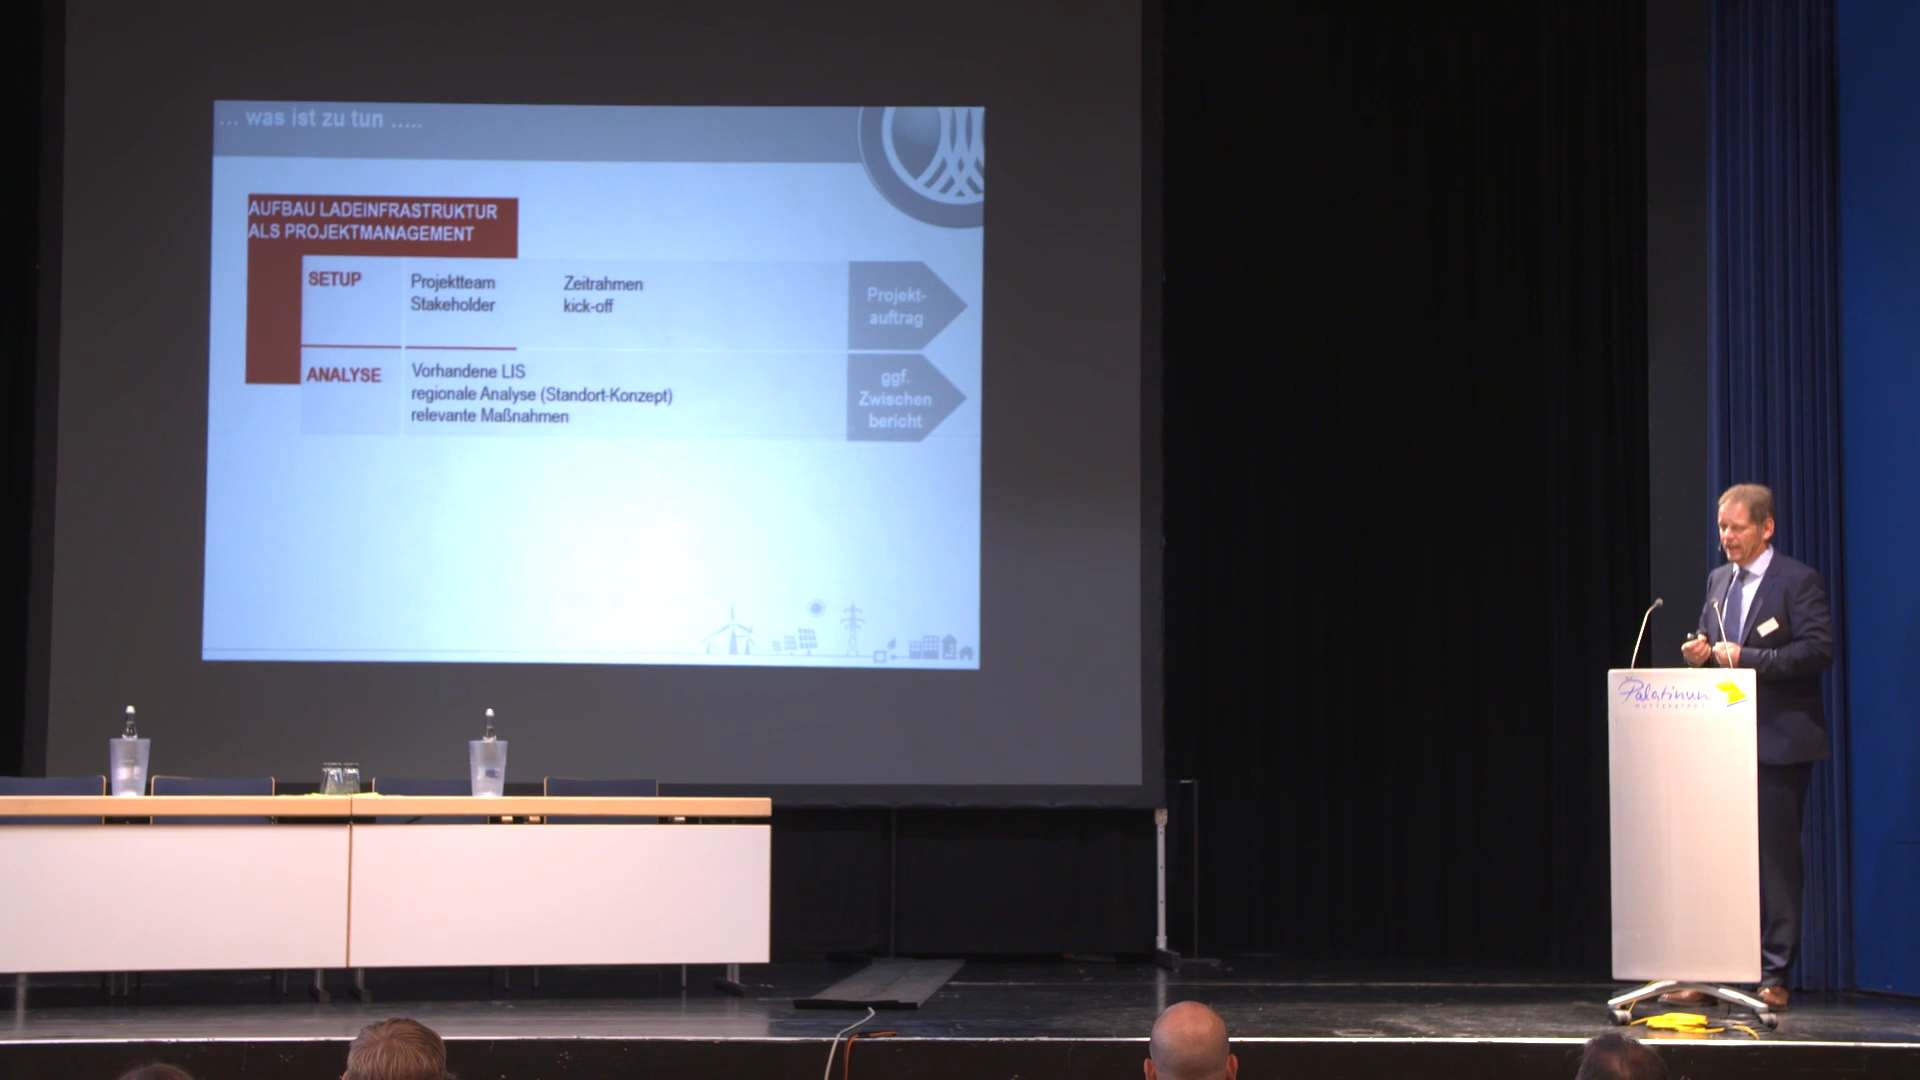 ... was ist zu tun .....
AUFBAU LADEINFRASTRUKTUR
ALS PROJEKTMANAGEMENT
SETUP
Projektteam
Stakeholder
Zeitrahmen
kick-off
Projekt-
auftrag
ANALYSE
Vorhandene LIS
regionale Analyse (Standort-Konzept)
relevante Maßnahmen
ggf.
Zwischen
bericht
Palatinum
MUTTERSTADT